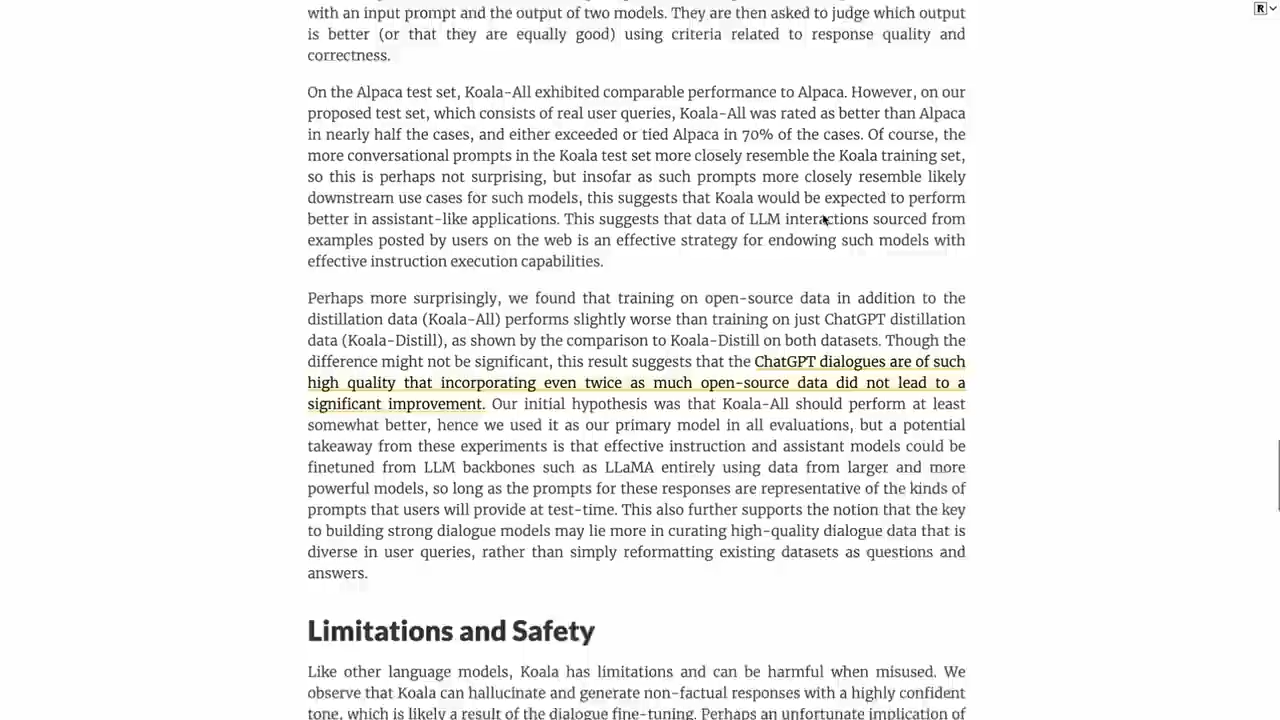 R
with an input prompt and the output of two models. They are then asked to judge which output
is better (or that they are equally good) using criteria related to response quality and
correctness.
On the Alpaca test set, Koala-All exhibited comparable performance to Alpaca. However, on our
proposed test set, which consists of real user queries, Koala-All was rated as better than Alpaca
in nearly half the cases, and either exceeded or tied Alpaca in 70% of the cases. Of course, the
more conversational prompts in the Koala test set more closely resemble the Koala training set,
so this is perhaps not surprising, but insofar as such prompts more closely resemble likely
downstream use cases for such models, this suggests that Koala would be expected to perform
better in assistant-like applications. This suggests that data of LLM interactions sourced from
examples posted by users on the web is an effective strategy for endowing such models with
effective instruction execution capabilities.
Perhaps more surprisingly, we found that training on open-source data in addition to the
distillation data (Koala-All) performs slightly worse than training on just ChatGPT distillation
data (Koala-Distill), as shown by the comparison to Koala-Distill on both datasets. Though the
difference might not be significant, this result suggests that the ChatGPT dialogues are of such
high quality that incorporating even twice as much open-source data did not lead to a
significant improvement. Our initial hypothesis was that Koala-All should perform at least
somewhat better, hence we used it as our primary model in all evaluations, but a potential
takeaway from these experiments is that effective instruction and assistant models could be
finetuned from LLM backbones such as LLaMA entirely using data from larger and more
powerful models, so long as the prompts for these responses are representative of the kinds of
prompts that users will provide at test-time. This also further supports the notion that the key
to building strong dialogue models may lie more in curating high-quality dialogue data that is
diverse in user queries, rather than simply reformatting existing datasets as questions and
answers.
Limitations and Safety
Like other language models, Koala has limitations and can be harmful when misused. We
observe that Koala can hallucinate and generate non-factual responses with a highly confident
tone, which is likely a result of the dialogue fine-tuning. Perhaps an unfortunate implication of